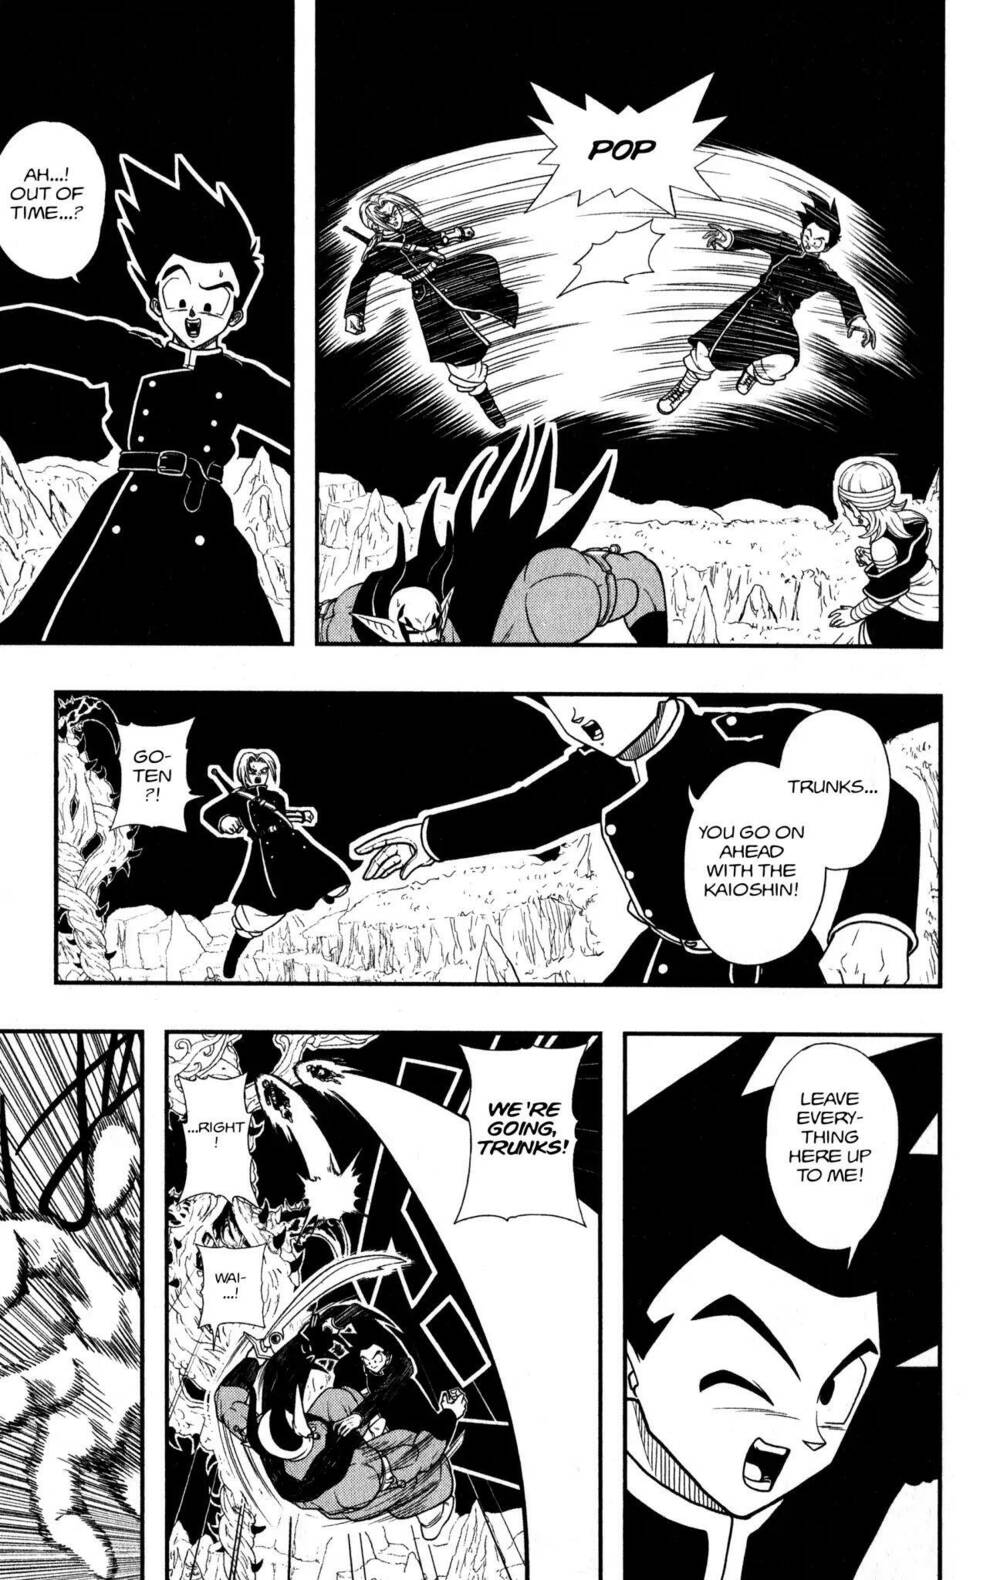 POP
AH...!
OUT OF
TIME...?
TRUNKS...
YOU GO ON
AHEAD
WITH THE
KAIOSHIN!
GO-
TEN
?!
LEAVE
EVERY-
THING
HERE UP
TO ME!
WE'RE
GOING,
TRUNKS!
...RIGHT
!
WAI-
...!